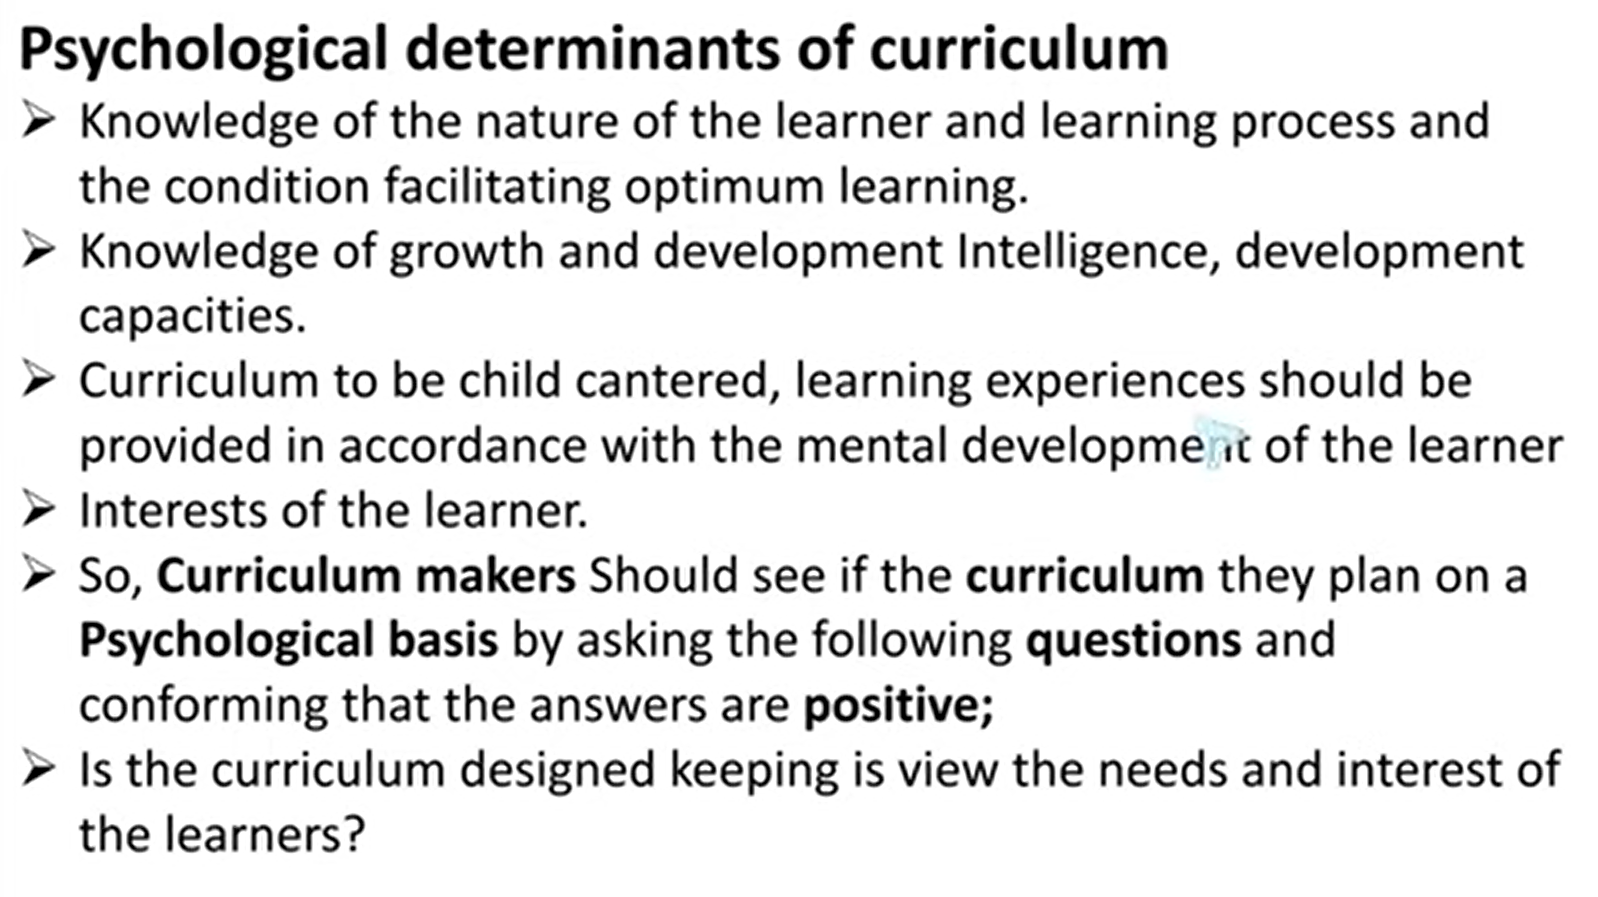 Psychological determinants of curriculum
➢ Knowledge of the nature of the learner and learning process and
the condition facilitating optimum learning.
➢ Knowledge of growth and development Intelligence, development
capacities.
➢ Curriculum to be child cantered, learning experiences should be
provided in accordance with the mental development of the learner
➢ Interests of the learner.
➢ So, Curriculum makers Should see if the curriculum they plan on a
Psychological basis by asking the following questions and
conforming that the answers are positive;
➢ Is the curriculum designed keeping is view the needs and interest of
the learners?